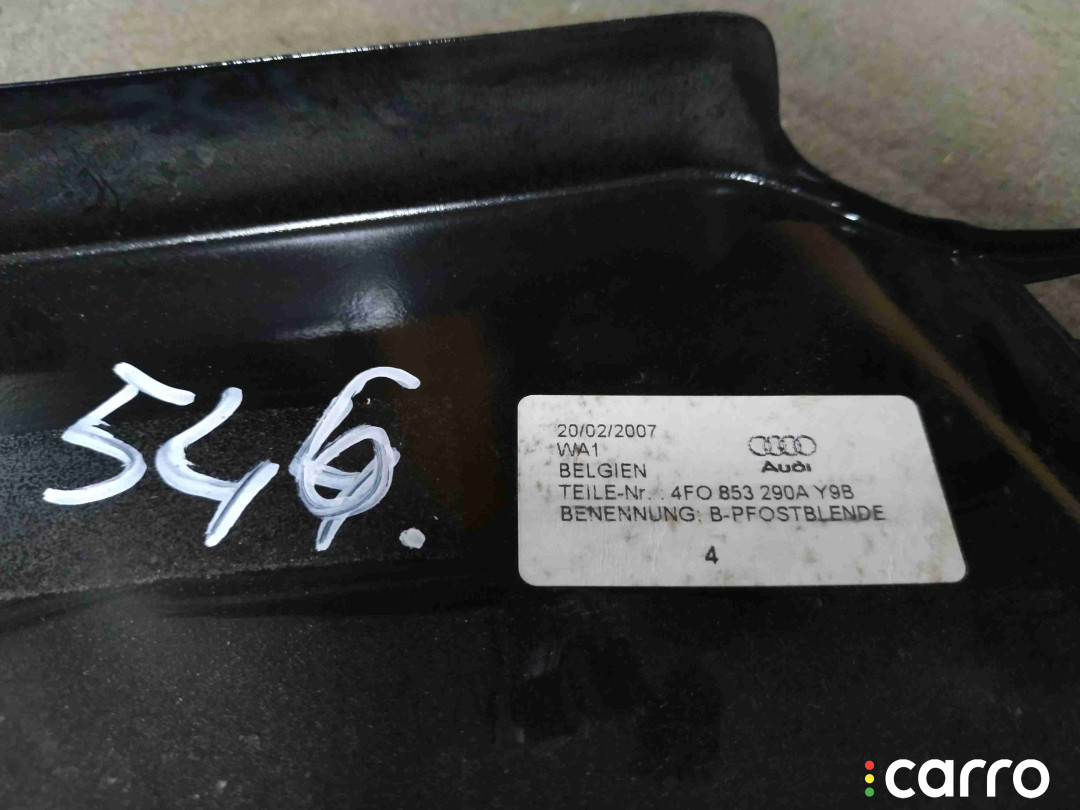 546.
20/02/2007
WA1
Audi
BELGIEN
TEILE-Nr. : 4FO 853 290A Y9B
BENENNUNG: B-PFOSTBLENDE
4
carro